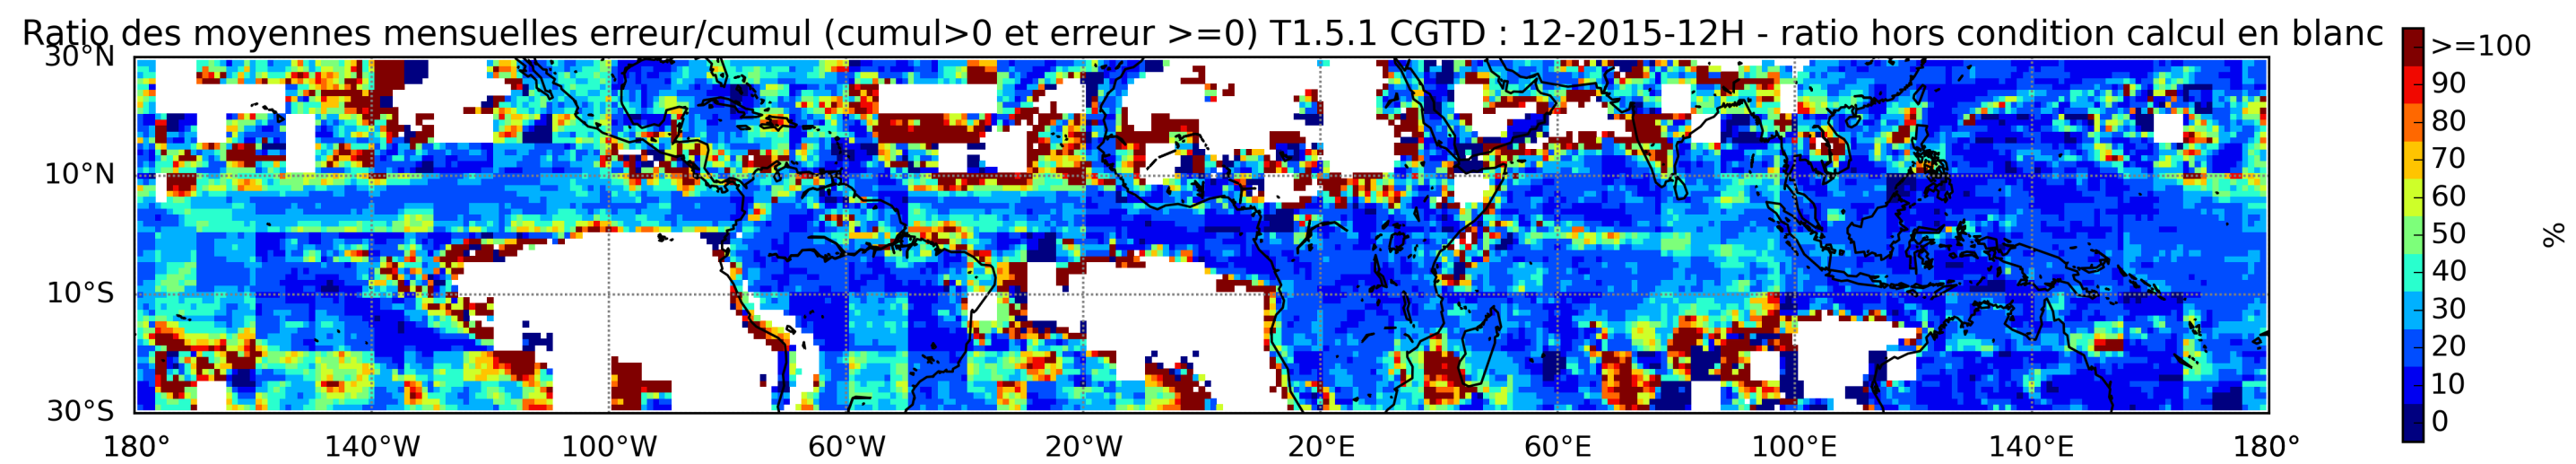 Ratio des moyennes mensuelles erreur/cumul (cumul>0 et erreur >=0) T1.5.1 CGTD : 12-2015-12H - ratio hors condition calcul en blanc
30°N
10°N
10°S
30°S
180° 140°W 100°W 60°W 20°W 20°E 60°E 100°E 140°E 180°
>=100
90
80
70
60
50
40
30
20
10
0
%